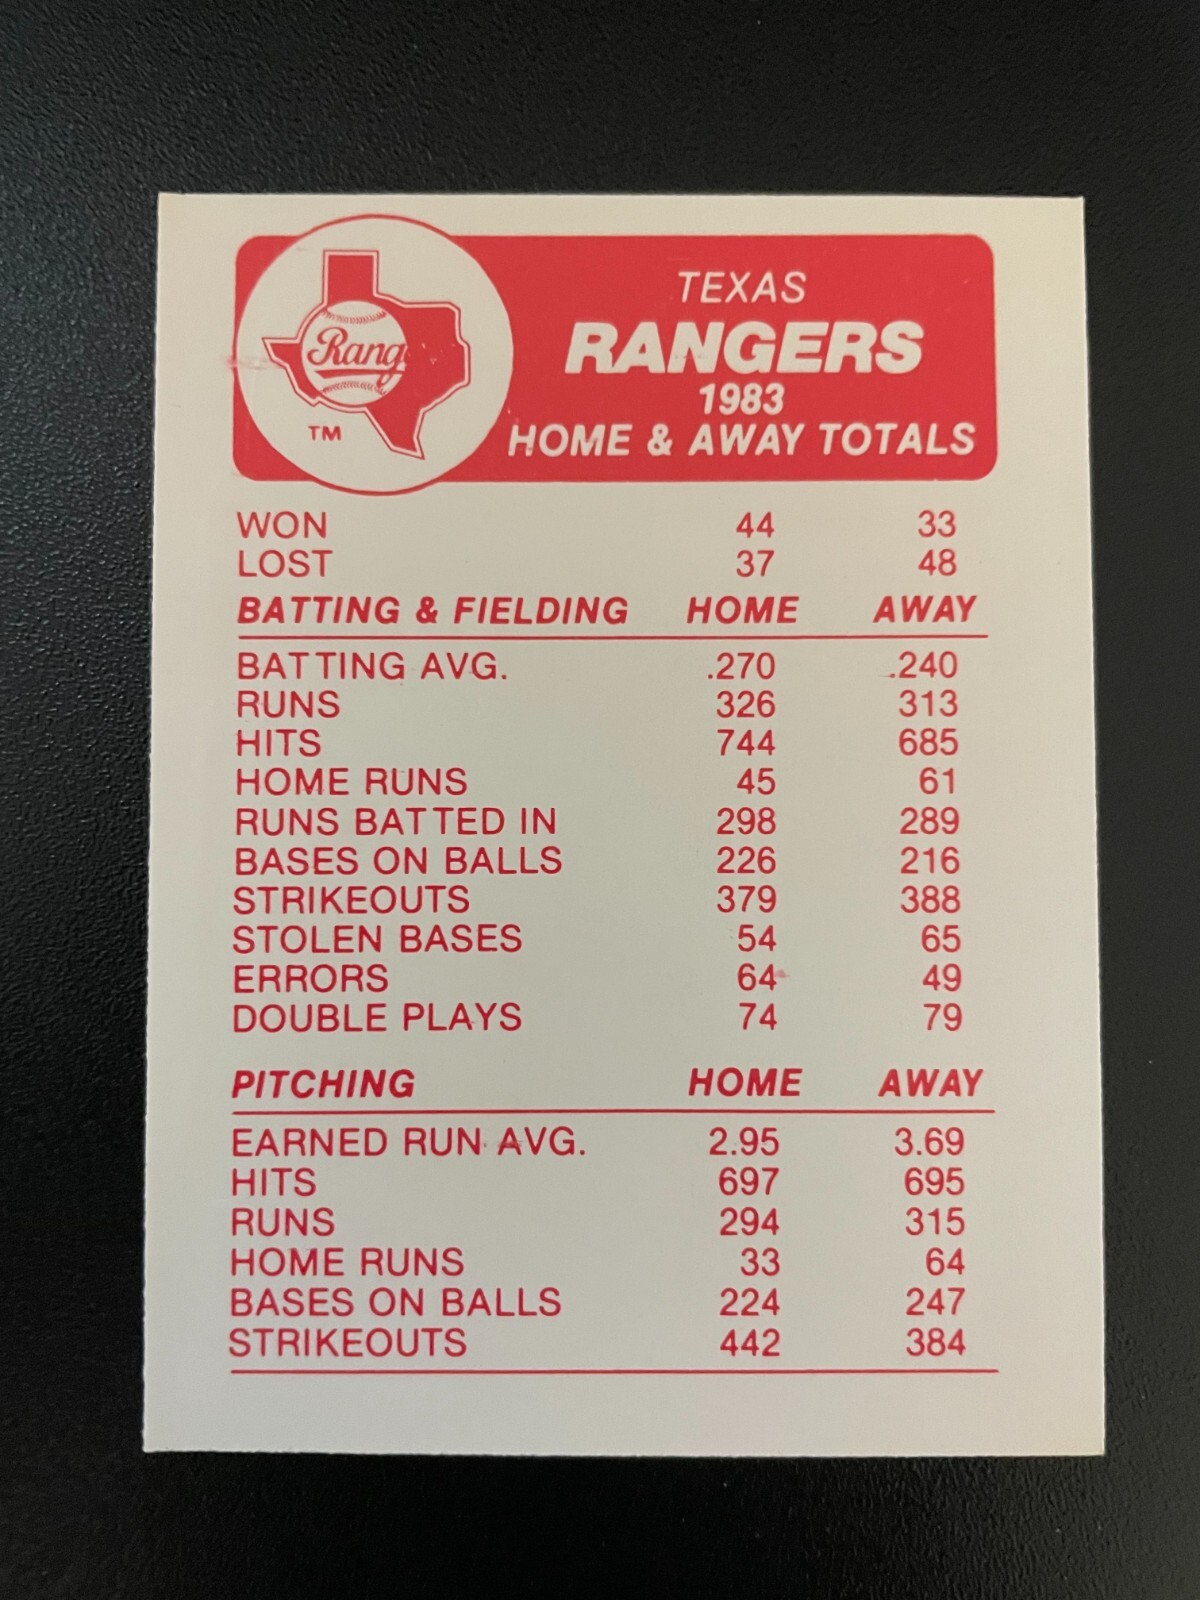 TEXAS
RANGERS
1983
HOME & AWAY TOTALS
Rang
TM
WON 44 33
LOST 37 48
BATTING & FIELDING HOME AWAY
BATTING AVG. .270 .240
RUNS 326 313
HITS 744 685
HOME RUNS 45 61
RUNS BATTED IN 298 289
BASES ON BALLS 226 216
STRIKEOUTS 379 388
STOLEN BASES 54 65
ERRORS 64 49
DOUBLE PLAYS 74 79
PITCHING HOME AWAY
EARNED RUN AVG. 2.95 3.69
HITS 697 695
RUNS 294 315
HOME RUNS 33 64
BASES ON BALLS 224 247
STRIKEOUTS 442 384